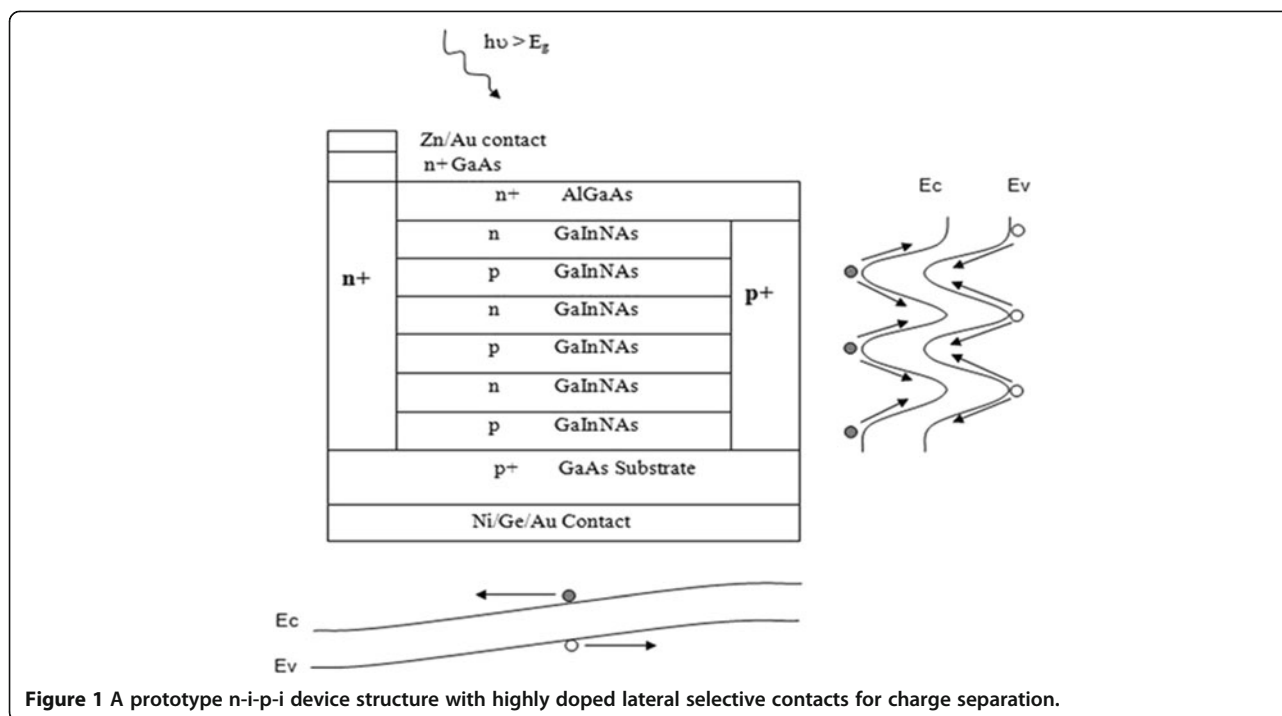 hυ > Eg
Zn/Au contact
n+ GaAs
n+ AlGaAs
n GaInNAs
p GaInNAs
n GaInNAs
p GaInNAs
n GaInNAs
p GaInNAs
n+
p+
p+ GaAs Substrate
Ni/Ge/Au Contact
Ec Ev
Ec
Ev
Figure 1 A prototype n-i-p-i device structure with highly doped lateral selective contacts for charge separation.